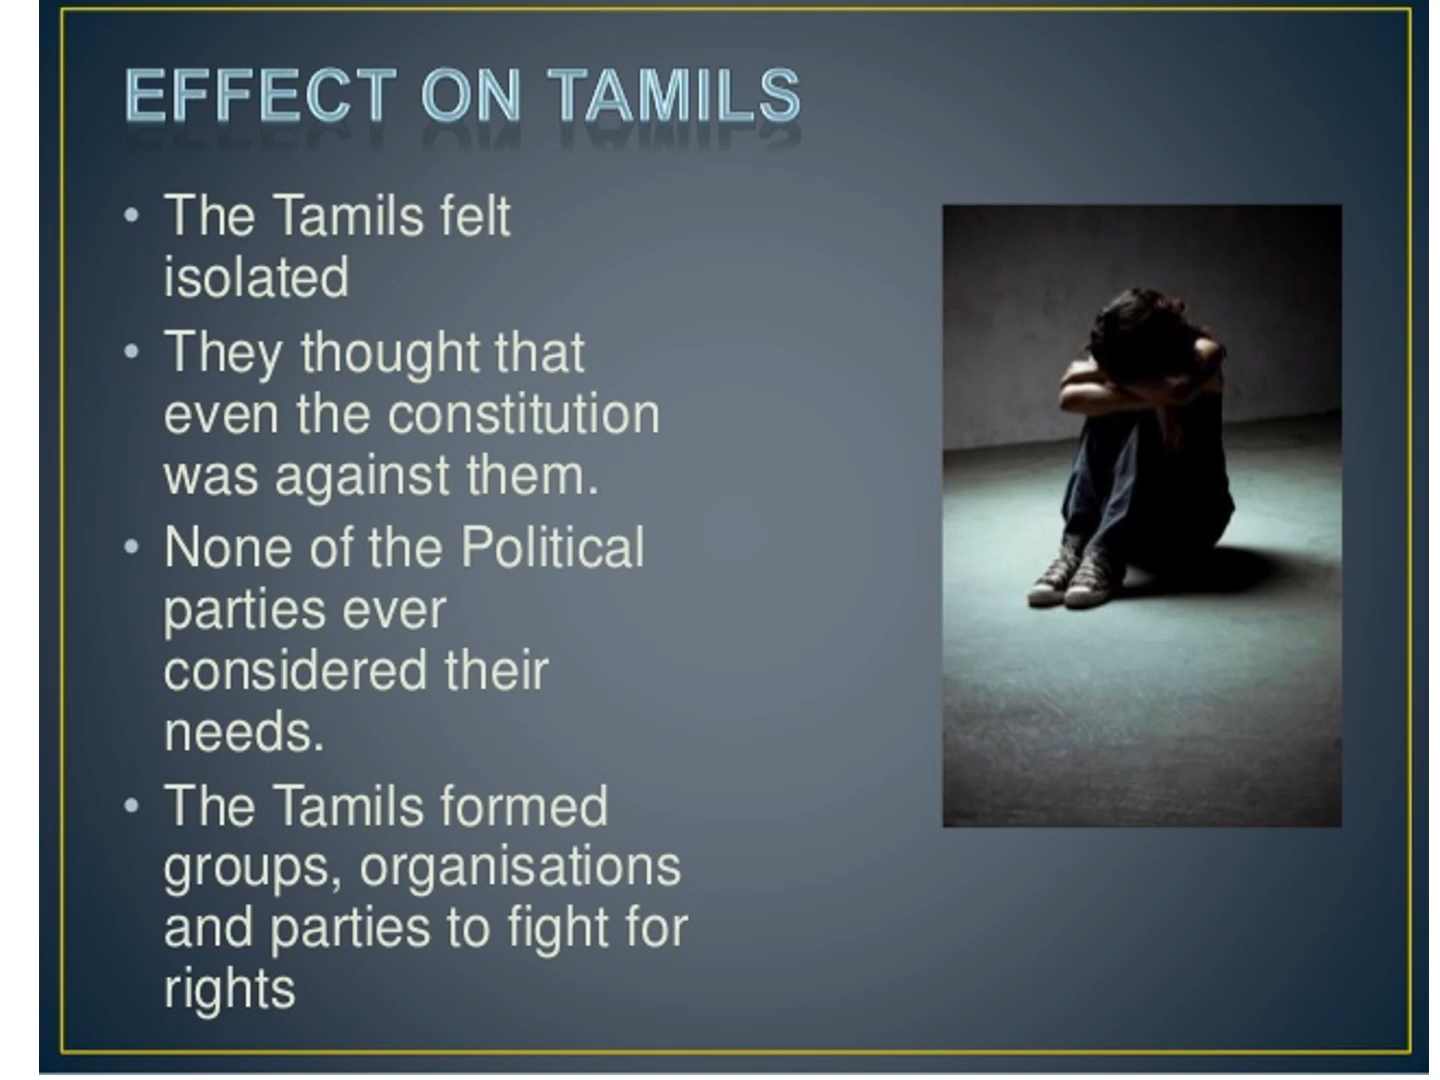 EFFECT ON TAMILS
• The Tamils felt
isolated
• They thought that
even the constitution
was against them.
• None of the Political
parties ever
considered their
needs.
• The Tamils formed
groups, organisations
and parties to fight for
rights